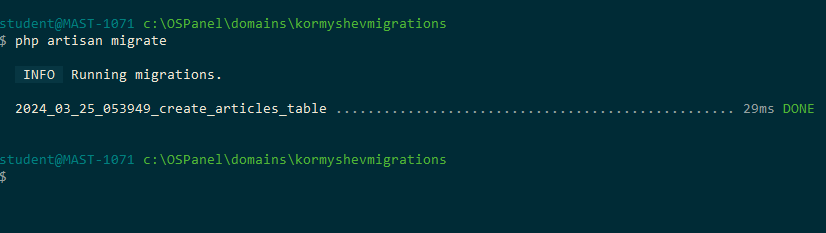 student@MAST-1071 c:\OSPanel\domains\kormyshevmigrations
$ php artisan migrate
INFO Running migrations.
2024_03_25_053949_create_articles_table .................................................. 29ms DONE
student@MAST-1071 c:\OSPanel\domains\kormyshevmigrations
$